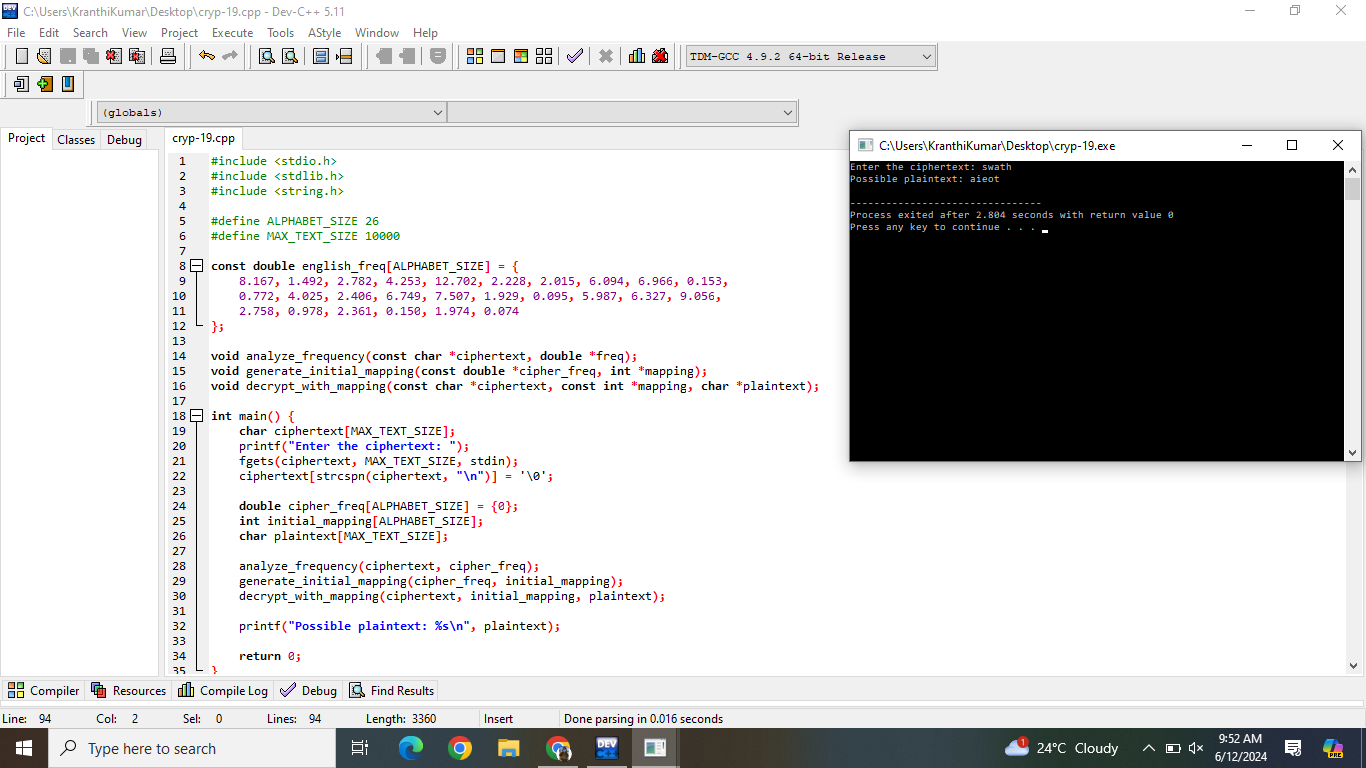 C:\Users\KranthiKumar\Desktop\cryp-19.cpp - Dev-C++ 5.11
File Edit Search View Project Execute Tools AStyle Window Help
TDM-GCC 4.9.2 64-bit Release
(globals)
Project Classes Debug
cryp-19.cpp
1 #include <stdio.h>
2 #include <stdlib.h>
3 #include <string.h>
4
5 #define ALPHABET_SIZE 26
6 #define MAX_TEXT_SIZE 10000
7
8 const double english_freq[ALPHABET_SIZE] = {
9 8.167, 1.492, 2.782, 4.253, 12.702, 2.228, 2.015, 6.094, 6.966, 0.153,
10 0.772, 4.025, 2.406, 6.749, 7.507, 1.929, 0.095, 5.987, 6.327, 9.056,
11 2.758, 0.978, 2.361, 0.150, 1.974, 0.074
12 };
13
14 void analyze_frequency(const char *ciphertext, double *freq);
15 void generate_initial_mapping(const double *cipher_freq, int *mapping);
16 void decrypt_with_mapping(const char *ciphertext, const int *mapping, char *plaintext);
17
18 int main() {
19 char ciphertext[MAX_TEXT_SIZE];
20 printf("Enter the ciphertext: ");
21 fgets(ciphertext, MAX_TEXT_SIZE, stdin);
22 ciphertext[strcspn(ciphertext, "\n")] = '\0';
23
24 double cipher_freq[ALPHABET_SIZE] = {0};
25 int initial_mapping[ALPHABET_SIZE];
26 char plaintext[MAX_TEXT_SIZE];
27
28 analyze_frequency(ciphertext, cipher_freq);
29 generate_initial_mapping(cipher_freq, initial_mapping);
30 decrypt_with_mapping(ciphertext, initial_mapping, plaintext);
31
32 printf("Possible plaintext: %s\n", plaintext);
33
34 return 0;
35 }
C:\Users\KranthiKumar\Desktop\cryp-19.exe
Enter the ciphertext: swath
Possible plaintext: aieot
--------------------------------
Process exited after 2.804 seconds with return value 0
Press any key to continue . . .
Compiler Resources Compile Log Debug Find Results
Line: 94 Col: 2 Sel: 0 Lines: 94 Length: 3360 Insert Done parsing in 0.016 seconds
Type here to search
DEV
1
24°C Cloudy
9:52 AM
6/12/2024
PRE